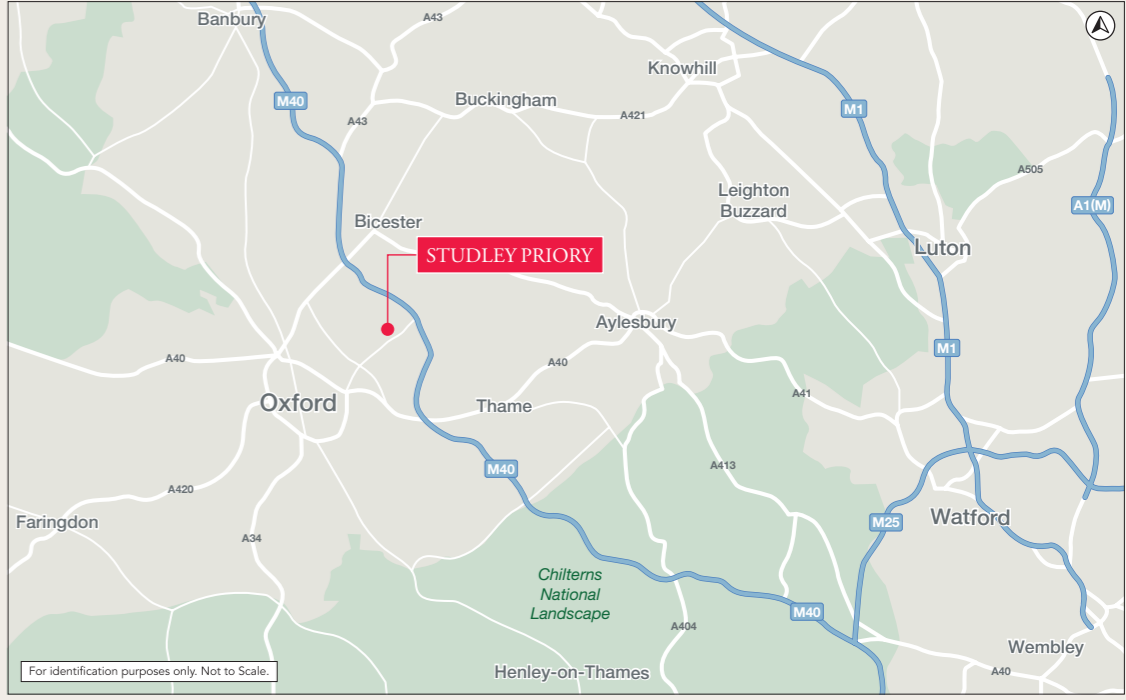 Banbury
A43
Knowhill
M40
Buckingham
M1
A43
A421
A505
Leighton
Buzzard
A1(M)
Bicester
Luton
STUDLEY PRIORY
Aylesbury
M1
A40
A40
A41
Oxford
Thame
M40
A413
A420
Faringdon
M25
Watford
A34
Chilterns
National
Landscape
M40
A404
Wembley
For identification purposes only. Not to Scale.
Henley-on-Thames
A40